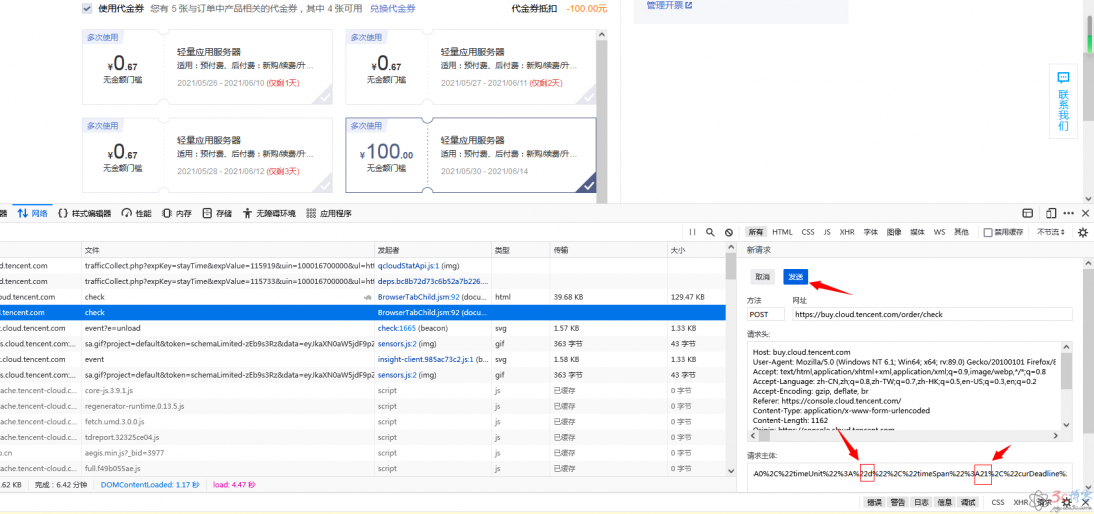 使用代金券 您有 5 张与订单中产品相关的代金券，其中 4 张可用 兑换代金券
代金券抵扣 -100.00元
管理开票
多次使用
¥0.67
无金额门槛
轻量应用服务器
适用：预付费、后付费：新购/续费/升...
2021/05/26 - 2021/06/10 (仅剩1天)
多次使用
¥0.67
无金额门槛
轻量应用服务器
适用：预付费、后付费：新购/续费/升...
2021/05/27 - 2021/06/11 (仅剩2天)
多次使用
¥0.67
无金额门槛
轻量应用服务器
适用：预付费、后付费：新购/续费/升...
2021/05/28 - 2021/06/12 (仅剩3天)
多次使用
¥100.00
无金额门槛
轻量应用服务器
适用：预付费、后付费：新购/续费/升...
2021/05/30 - 2021/06/14
联系我们
器 网络 {} 样式编辑器 性能 内存 存储 无障碍环境 应用程序
所有 HTML CSS JS XHR 字体 图像 媒体 WS 其他 禁用缓存 不节流
文件 发起者 类型 传输 大小
cloud.tencent.com trafficCollect.php?expKey=stayTime&expValue=115919&uin=100016700000&ul=htt qcloudStatApi.js:1 (img)
cloud.tencent.com trafficCollect.php?expKey=stayTime&expValue=115733&uin=100016700000&ul=htt deps.bc8b72d73c6b52a7b226...
loud.tencent.com check BrowserTabChild.jsm:92 (docu... html 39.68 KB 129.47 KB
l.tencent.com check BrowserTabChild.jsm:92 (docu...
.cloud.tencent.com event?e=unload check:1665 (beacon) svg 1.57 KB 1.33 KB
s.cloud.tencent.com:... sa.gif?project=default&token=schemaLimited-zEb9s3Rz&data=eyJkaXN0aW5jdF9pZ sensors.js:2 (img) gif 363 字节 43 字节
.cloud.tencent.com event insight-client.985ac73c2.js:1 (b... svg 1.58 KB 1.33 KB
s.cloud.tencent.com:... sa.gif?project=default&token=schemaLimited-zEb9s3Rz&data=eyJkaXN0aW5jdF9pZ sensors.js:2 (img) gif 363 字节 43 字节
ache.tencent-cloud.c... core-js.3.9.1.js script js 已缓存 0 字节
ache.tencent-cloud.c... regenerator-runtime.0.13.5.js script js 已缓存 0 字节
ache.tencent-cloud.c... fetch.umd.3.0.0.js script js 已缓存 0 字节
ache.tencent-cloud.c... tdreport.32325ce04.js script js 已缓存 0 字节
p.cn aegis.min.js?_bid=3977 script js 已缓存 0 字节
ache.tencent-cloud.c... full.f49b055ae.js script js 已缓存 0 字节
.62 KB 完成：6.42 分钟 DOMContentLoaded: 1.17 秒 load: 4.47 秒
新请求
取消 发送
方法 网址
POST https://buy.cloud.tencent.com/order/check
请求头:
Host: buy.cloud.tencent.com
User-Agent: Mozilla/5.0 (Windows NT 6.1; Win64; x64; rv:89.0) Gecko/20100101 Firefox/8
Accept: text/html,application/xhtml+xml,application/xml;q=0.9,image/webp,*/*;q=0.8
Accept-Language: zh-CN,zh;q=0.8,zh-TW;q=0.7,zh-HK;q=0.5,en-US;q=0.3,en;q=0.2
Accept-Encoding: gzip, deflate, br
Referer: https://console.cloud.tencent.com/
Content-Type: application/x-www-form-urlencoded
Content-Length: 1162
Origin: https://console.cloud.tencent.com
请求主体:
A0%2C%22timeUnit%22%3A%22d%22%2C%22timeSpan%22%3A21%2C%22curDeadline%2
错误 警告 日志 信息 调试 CSS XHR 请求